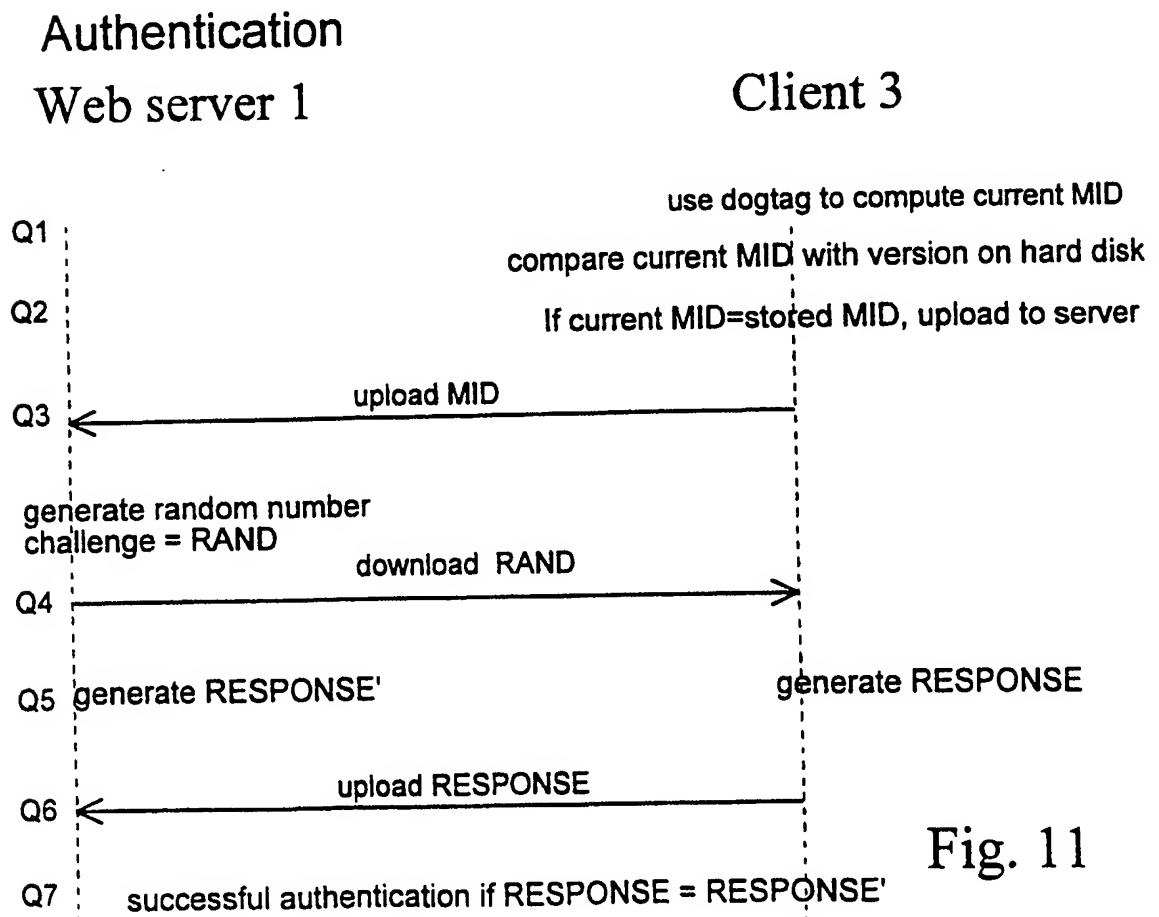 Authentication
Web server 1
Client 3
use dogtag to compute current MID
Q1
compare current MID with version on hard disk
Q2
If current MID=stored MID, upload to server
upload MID
Q3
generate random number
challenge = RAND
download RAND
Q4
Q5 generate RESPONSE'
generate RESPONSE
upload RESPONSE
Q6
Fig. 11
Q7 successful authentication if RESPONSE = RESPONSE'